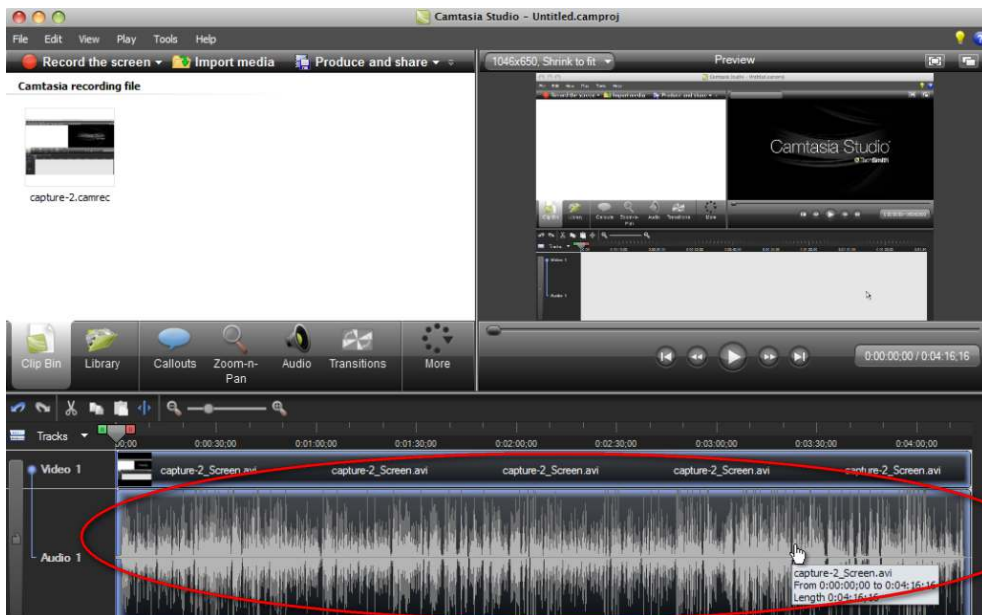 Camtasia Studio - Untitled.camproj
File Edit View Play Tools Help
Record the screen Import media Produce and share
1046x650, Shrink to fit Preview
Camtasia recording file
capture-2.camrec
Camtasia Studio
TechSmith
Clip Bin Library Callouts Zoom-n-Pan Audio Transitions More
0:00:00;00 / 0:04:16;16
Tracks
00;00 0:00:30;00 0:01:00;00 0:01:30;00 0:02:00;00 0:02:30;00 0:03:00;00 0:03:30;00 0:04:00;00
Video 1 capture-2_Screen.avi capture-2_Screen.avi capture-2_Screen.avi capture-2_Screen.avi capture-2_Screen.avi
Audio 1
capture-2_Screen.avi
From 0:00:00;00 to 0:04:16;16
Length 0:04:16;16